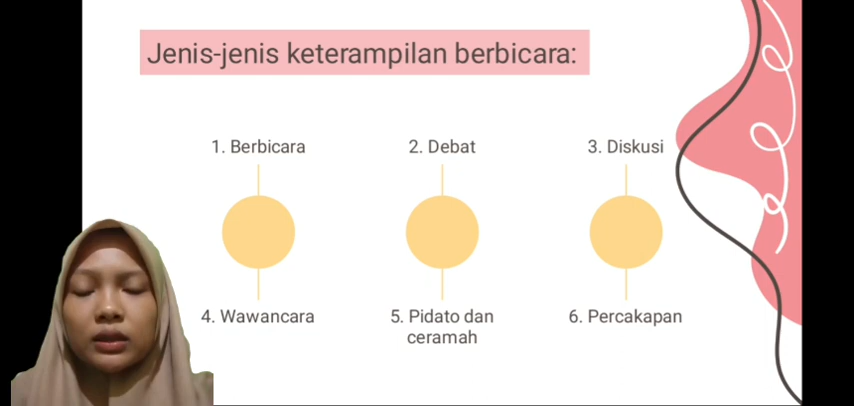 Jenis-jenis keterampilan berbicara:
1. Berbicara
2. Debat
3. Diskusi
4. Wawancara
5. Pidato dan
ceramah
6. Percakapan